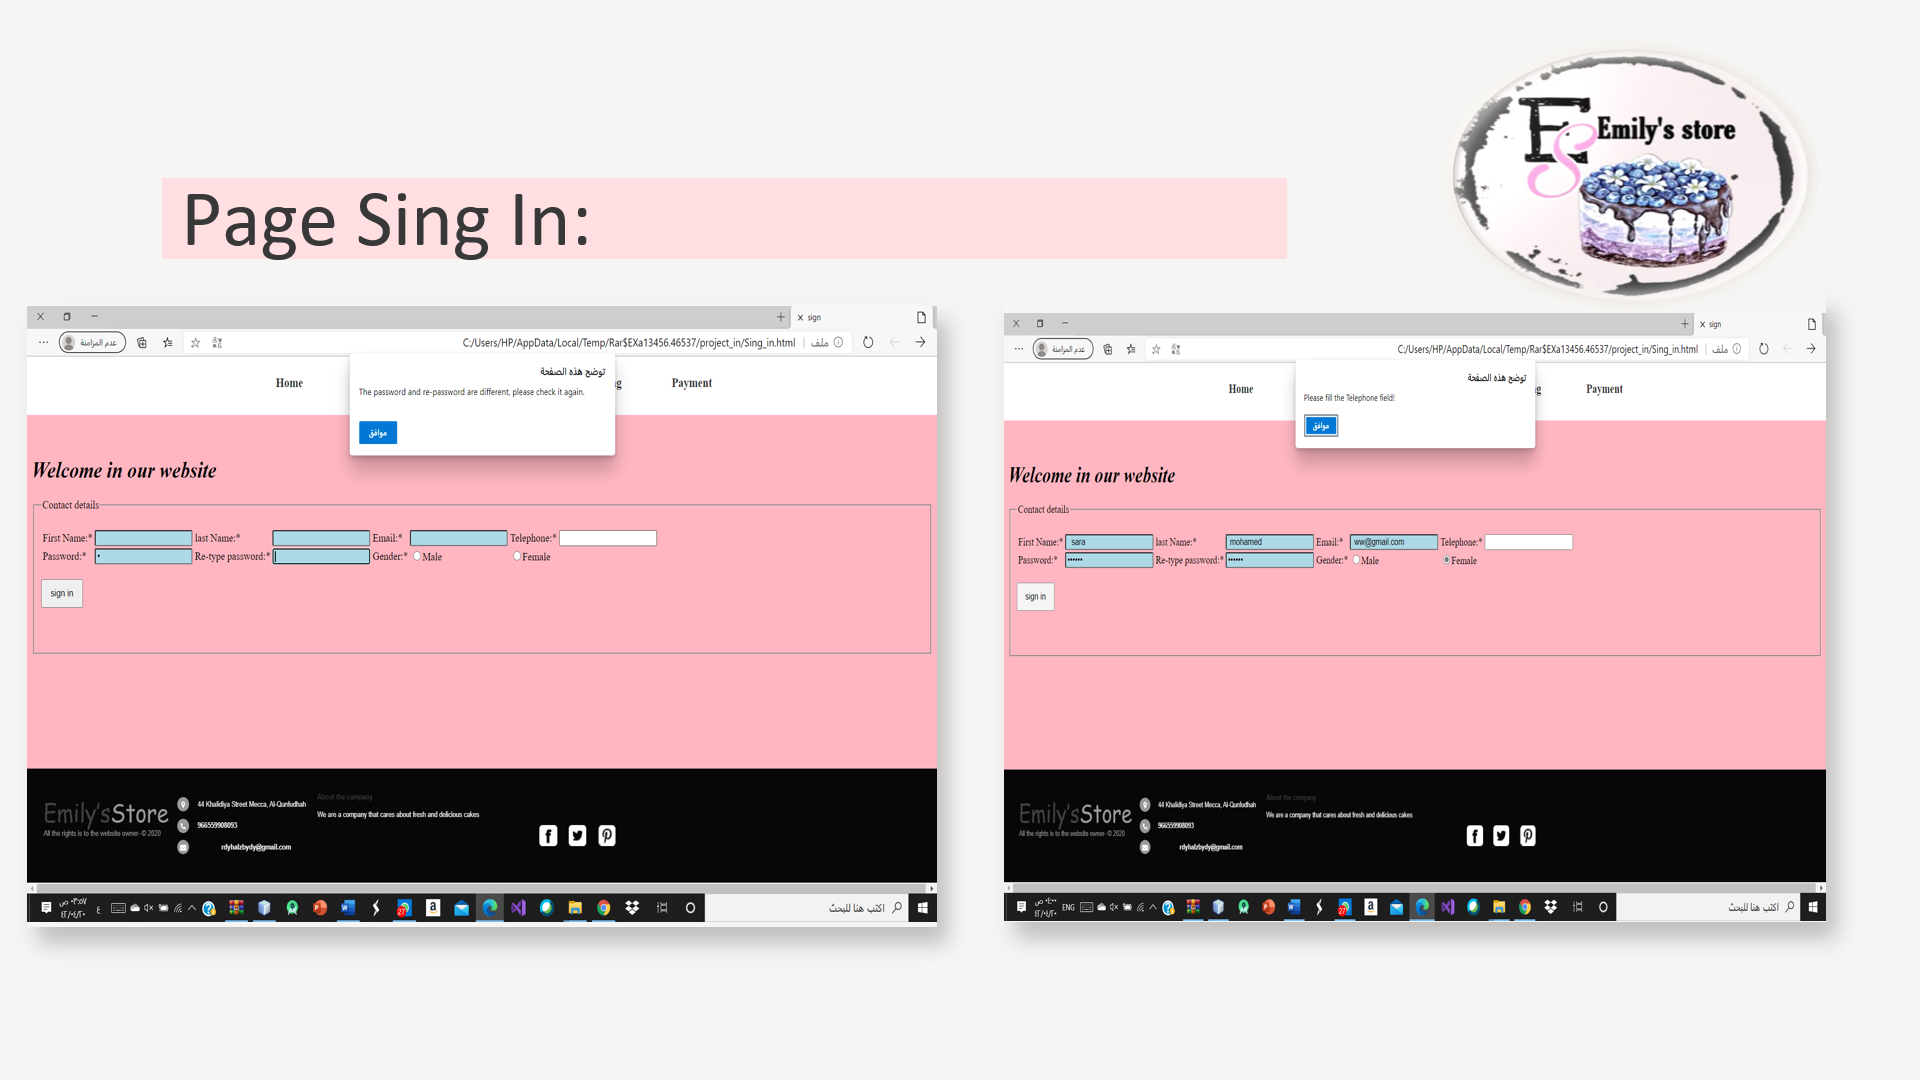 Emily's store
Page Sing In:
sign
عدم المزامنة
C:/Users/HP/AppData/Local/Temp/Rar$EXa13456.46537/project_in/Sing_in.html
ملف
Home
Payment
توضح هذه الصفحة
The password and re-password are different, please check it again.
موافق
Welcome in our website
Contact details
First Name:* last Name:* Email:* Telephone:*
Password:* Re-type password:* Gender:* Male Female
sign in
Emily'sStore
All the rights is to the website owner- © 2020
44 Khalidiya Street Mecca, Al-Qunfudhah
966559908093
rdyhalzbydy@gmail.com
About the company
We are a company that cares about fresh and delicious cakes
اكتب هنا للبحث
sign
عدم المزامنة
C:/Users/HP/AppData/Local/Temp/Rar$EXa13456.46537/project_in/Sing_in.html
ملف
Home
Payment
توضح هذه الصفحة
Please fill the Telephone field!
موافق
Welcome in our website
Contact details
First Name:* sara last Name:* mohamed Email:* ww@gmail.com Telephone:*
Password:* •••••• Re-type password:* •••••• Gender:* Male Female
sign in
Emily'sStore
All the rights is to the website owner- © 2020
44 Khalidiya Street Mecca, Al-Qunfudhah
966559908093
rdyhalzbydy@gmail.com
About the company
We are a company that cares about fresh and delicious cakes
ENG
اكتب هنا للبحث